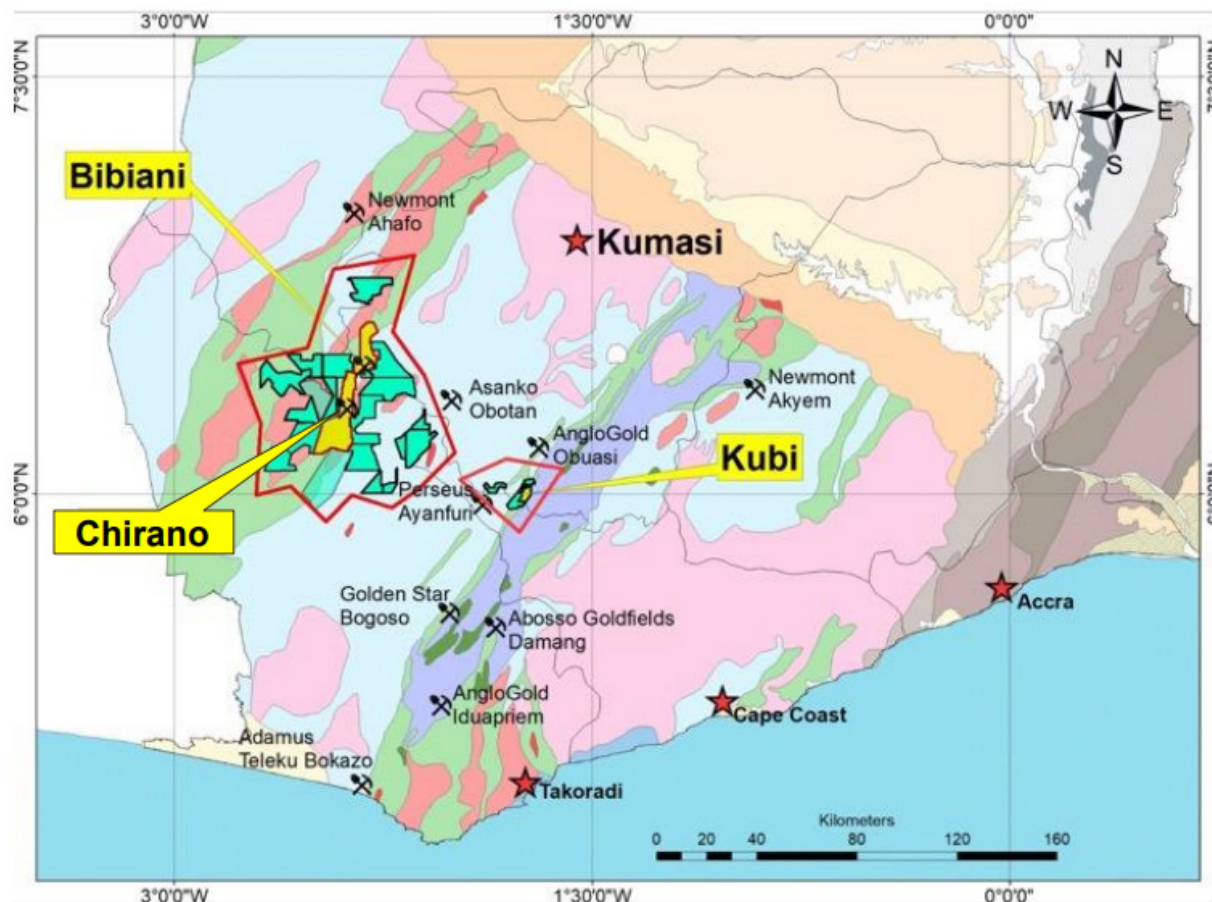 3°0'0"W
1°30'0"W
0°0'0"
7°30'0"N
N
W
E
S
Bibiani
Newmont
Ahafo
Kumasi
Asanko
Obotan
Newmont
Akyem
AngloGold
Obuasi
Kubi
6°0'0"N
Perseus
Ayanfuri
Chirano
Golden Star
Bogoso
Abosso Goldfields
Damang
Accra
AngloGold
Iduapriem
Cape Coast
Adamus
Teleku Bokazo
Takoradi
Kilometers
0 20 40 80 120 160
3°0'0"W
1°30'0"W
0°0'0"